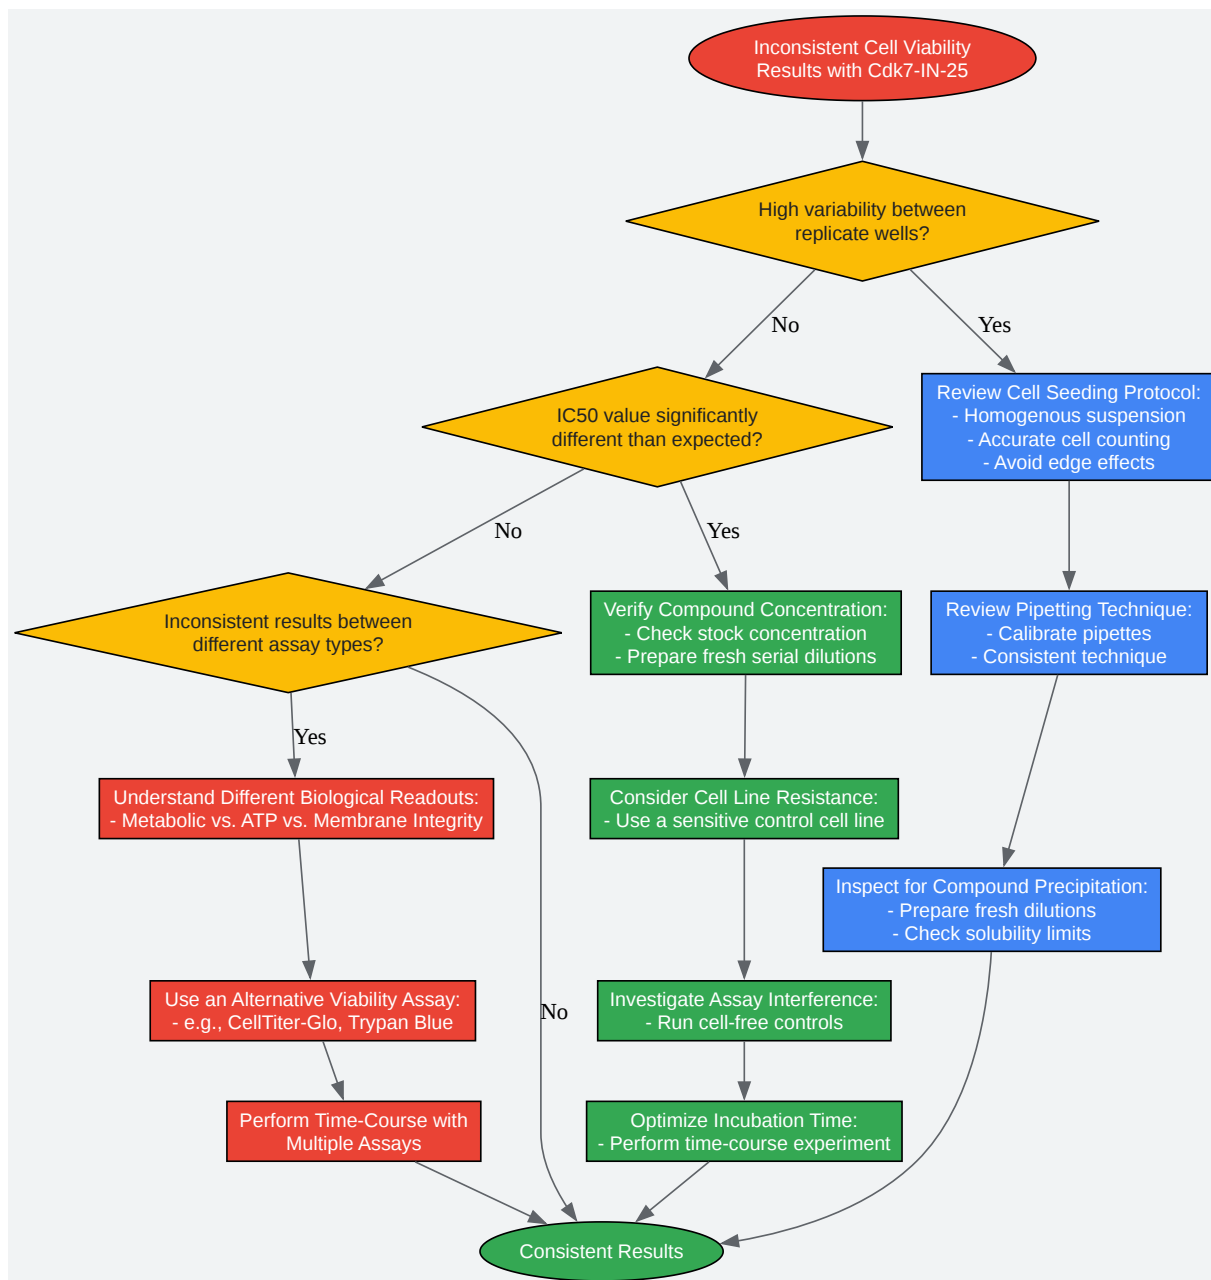 Inconsistent Cell Viability
Results with Cdk7-IN-25
High variability between
replicate wells?
No
Yes
IC50 value significantly
different than expected?
Review Cell Seeding Protocol:
- Homogenous suspension
- Accurate cell counting
- Avoid edge effects
No
Yes
Inconsistent results between
different assay types?
Verify Compound Concentration:
- Check stock concentration
- Prepare fresh serial dilutions
Review Pipetting Technique:
- Calibrate pipettes
- Consistent technique
Yes
Understand Different Biological Readouts:
- Metabolic vs. ATP vs. Membrane Integrity
Consider Cell Line Resistance:
- Use a sensitive control cell line
Inspect for Compound Precipitation:
- Prepare fresh dilutions
- Check solubility limits
Use an Alternative Viability Assay:
- e.g., CellTiter-Glo, Trypan Blue
No
Investigate Assay Interference:
- Run cell-free controls
Perform Time-Course with
Multiple Assays
Optimize Incubation Time:
- Perform time-course experiment
Consistent Results